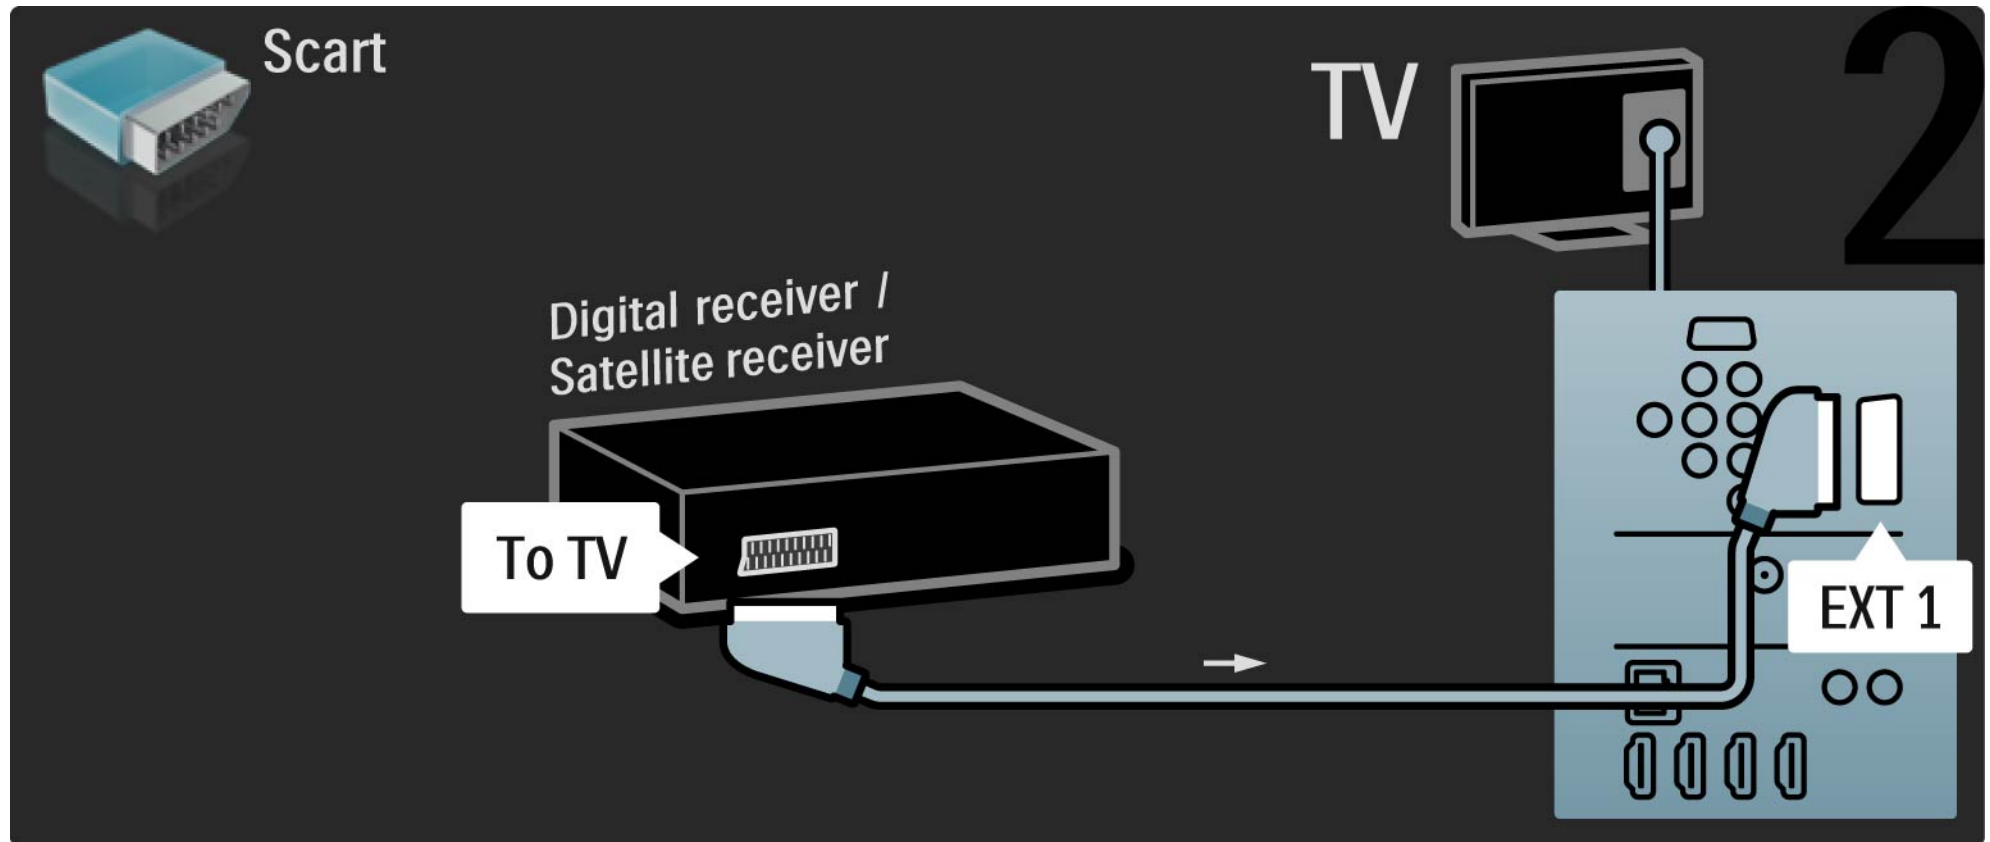 Scart
TV
2
Digital receiver /
Satellite receiver
To TV
EXT 1